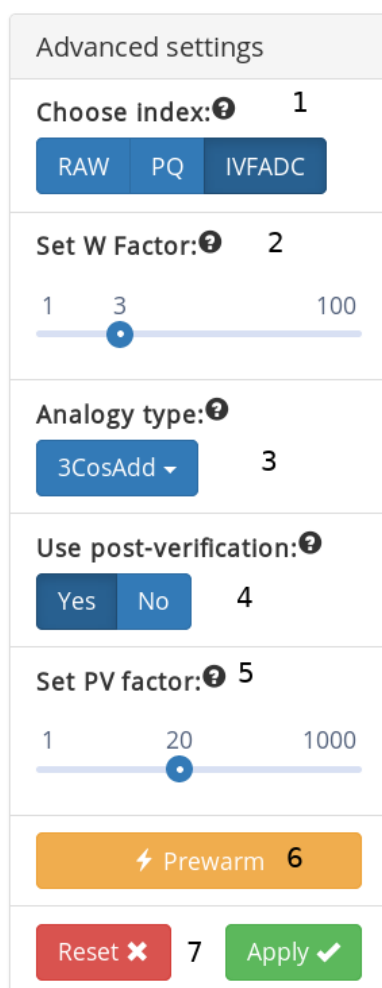 Advanced settings
Choose index: ? 1
RAW PQ IVFADC
Set W Factor: ? 2
1 3 100
Analogy type: ?
3CosAdd 3
Use post-verification: ?
Yes No 4
Set PV factor: ? 5
1 20 1000
Prewarm 6
Reset 7 Apply